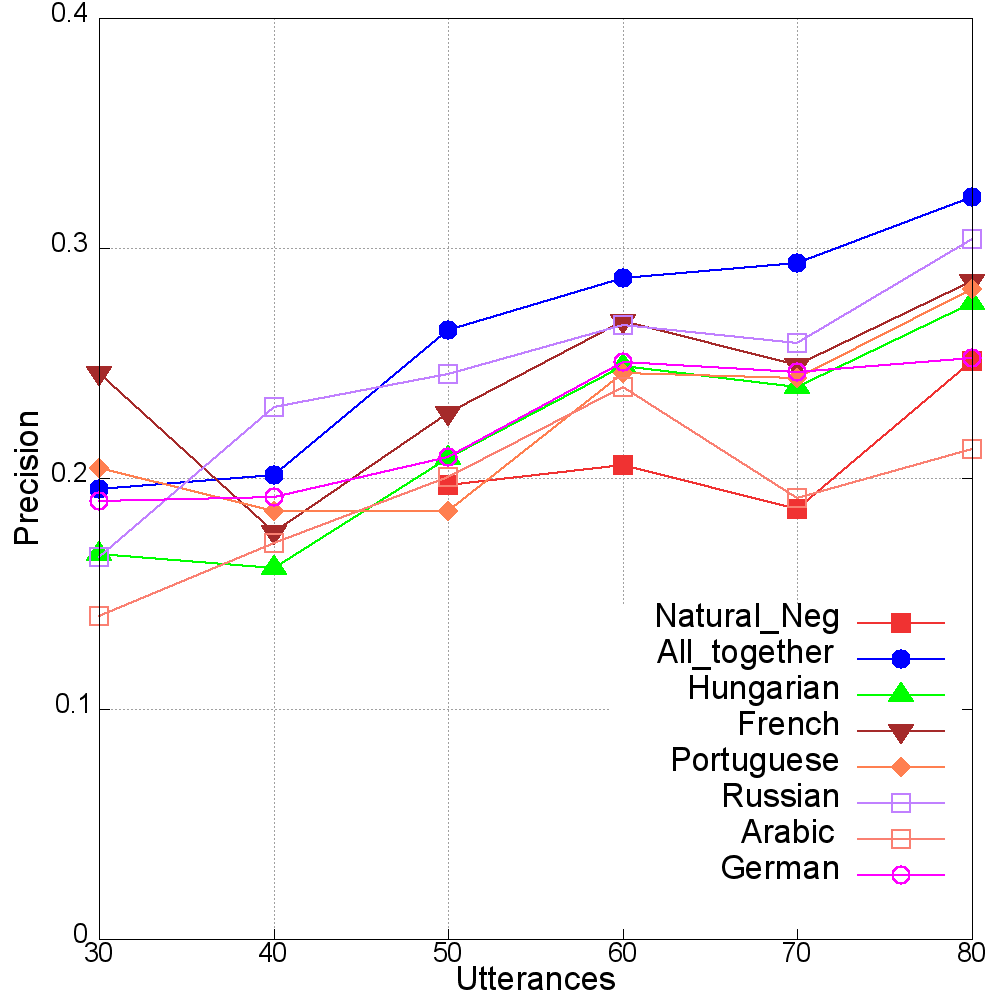 0.4
0.3
0.2
0.1
0
Precision
30 40 50 60 70 80
Utterances
Natural_Neg
All_together
Hungarian
French
Portuguese
Russian
Arabic
German